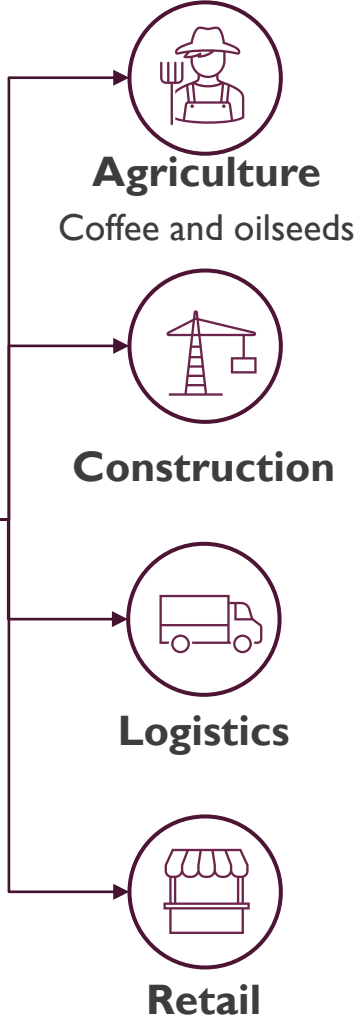 Agriculture
Coffee and oilseeds
Construction
Logistics
Retail